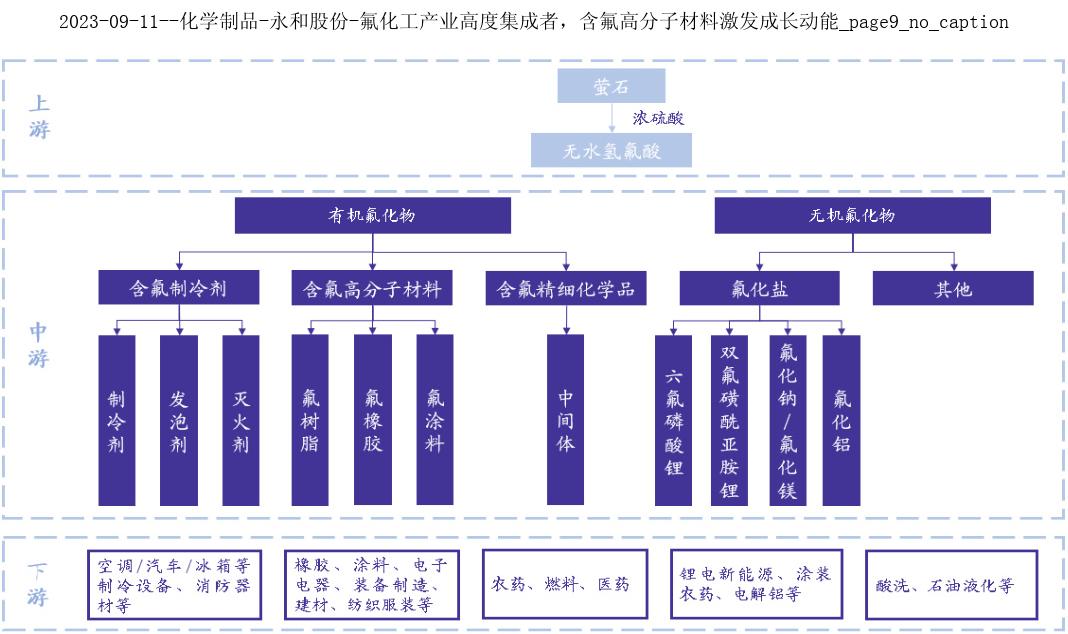 2023-09-11--化学制品-永和股份-氟化工产业高度集成者，含氟高分子材料激发成长动能_page9_no_caption
上游
萤石
浓硫酸
无水氢氟酸
中游
有机氟化物
无机氟化物
含氟制冷剂
含氟高分子材料
含氟精细化学品
氟化盐
其他
制冷剂
发泡剂
灭火剂
氟树脂
氟橡胶
氟涂料
中间体
六氟磷酸锂
双氟磺酰亚胺锂
氟化钠/氟化镁
氟化铝
下游
空调/汽车/冰箱等
制冷设备、消防器
材等
橡胶、涂料、电子
电器、装备制造、
建材、纺织服装等
农药、燃料、医药
锂电新能源、涂装
农药、电解铝等
酸洗、石油液化等